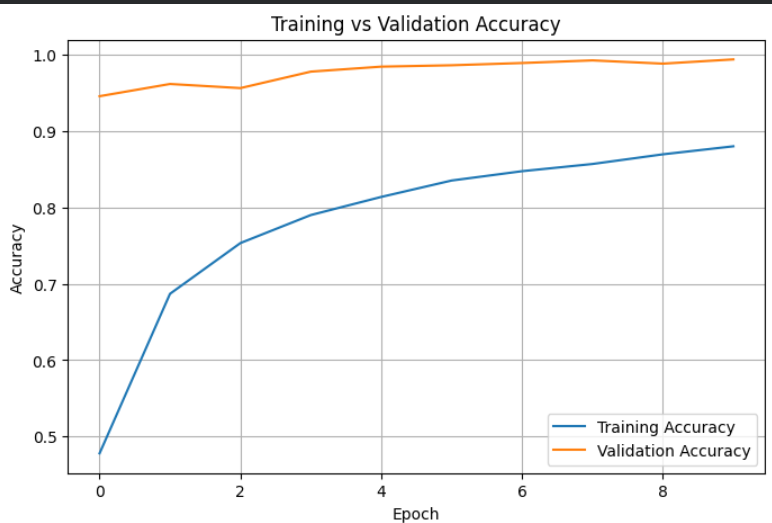 Training vs Validation Accuracy
1.0
0.9
0.8
0.7
0.6
0.5
Accuracy
Training Accuracy
Validation Accuracy
0 2 4 6 8
Epoch